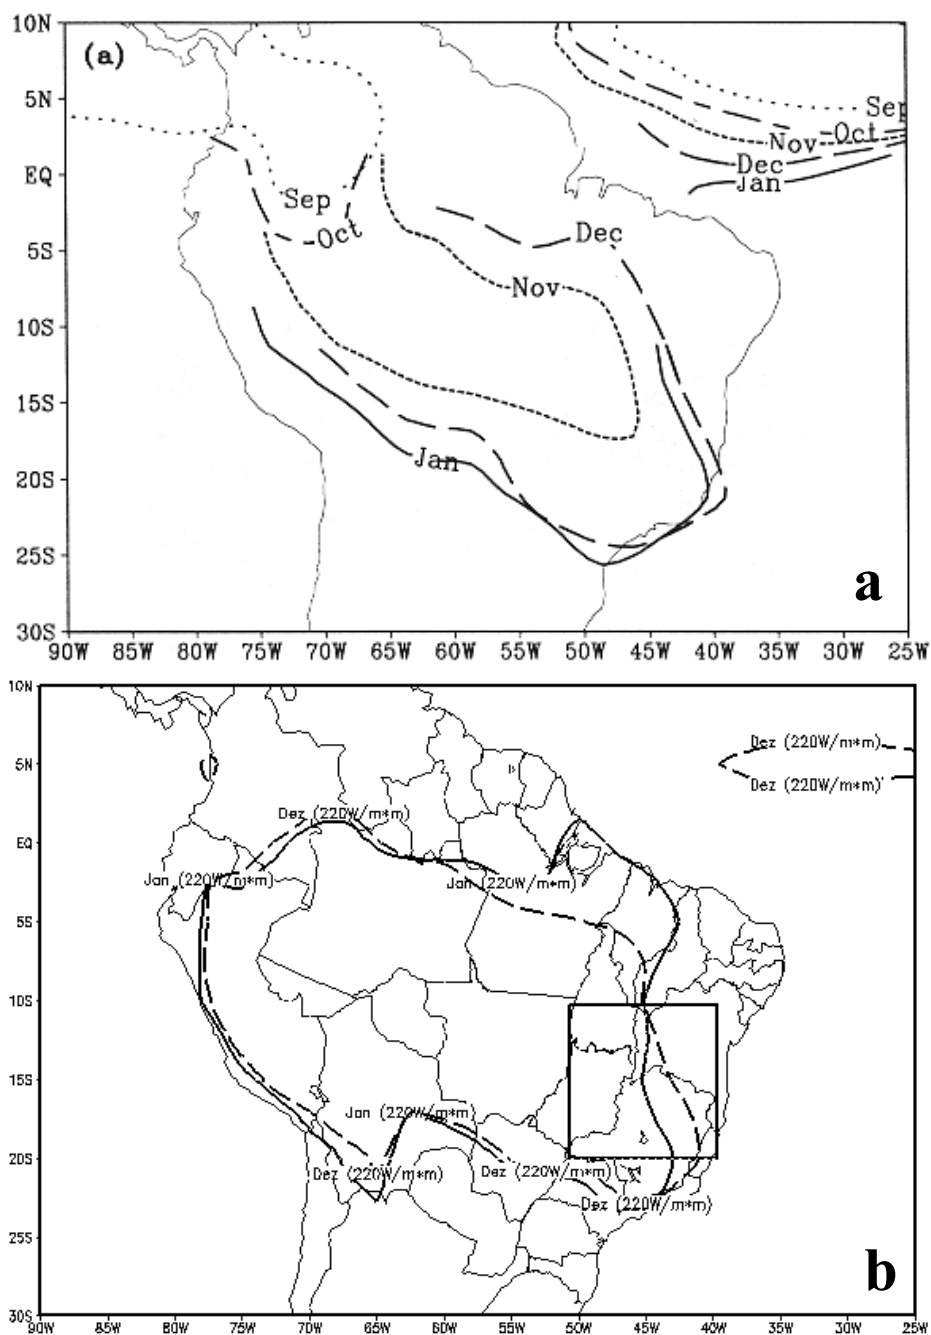 10N
(a)
5N
Sep
Oct
Nov
Dec
EQ
Jan
Sep
Oct
Dec
5S
Nov
10S
15S
Jan
20S
25S
a
30S
90W 85W 80W 75W 70W 65W 60W 55W 50W 45W 40W 35W 30W 25W
10N
Dez (220W/m*m)
5N
Dez (220W/m*m)
Dez (220W/m*m)
EQ
Jan (220W/m*m)
Jan (220W/m*m)
5S
10S
15S
Jan (220W/m*m)
20S
Dez (220W/m*m)
Dez (220W/m*m)
Dez (220W/m*m)
25S
b
30S
90W 85W 80W 75W 70W 65W 60W 55W 50W 45W 40W 35W 30W 25W